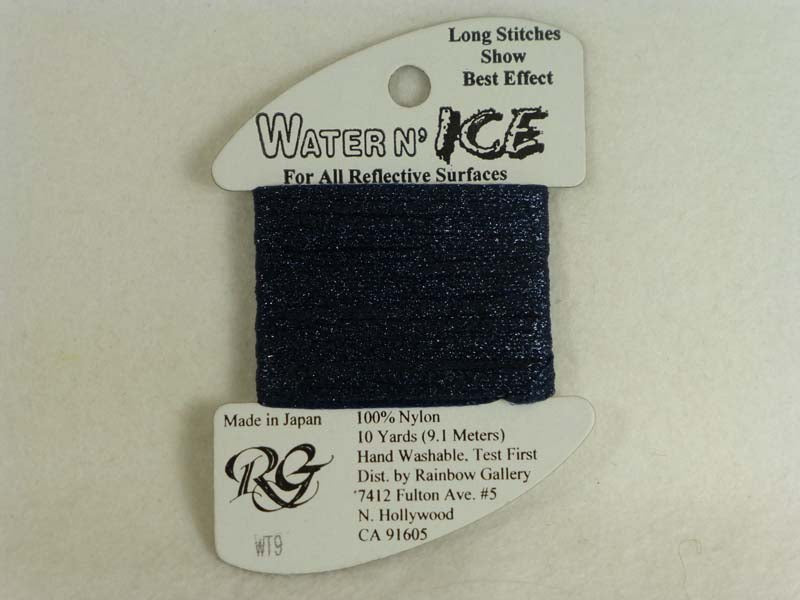 Long Stitches
Show
Best Effect
WATER N' ICE
For All Reflective Surfaces
Made in Japan
RG
WT9
100% Nylon
10 Yards (9.1 Meters)
Hand Washable, Test First
Dist. by Rainbow Gallery
7412 Fulton Ave. #5
N. Hollywood
CA 91605